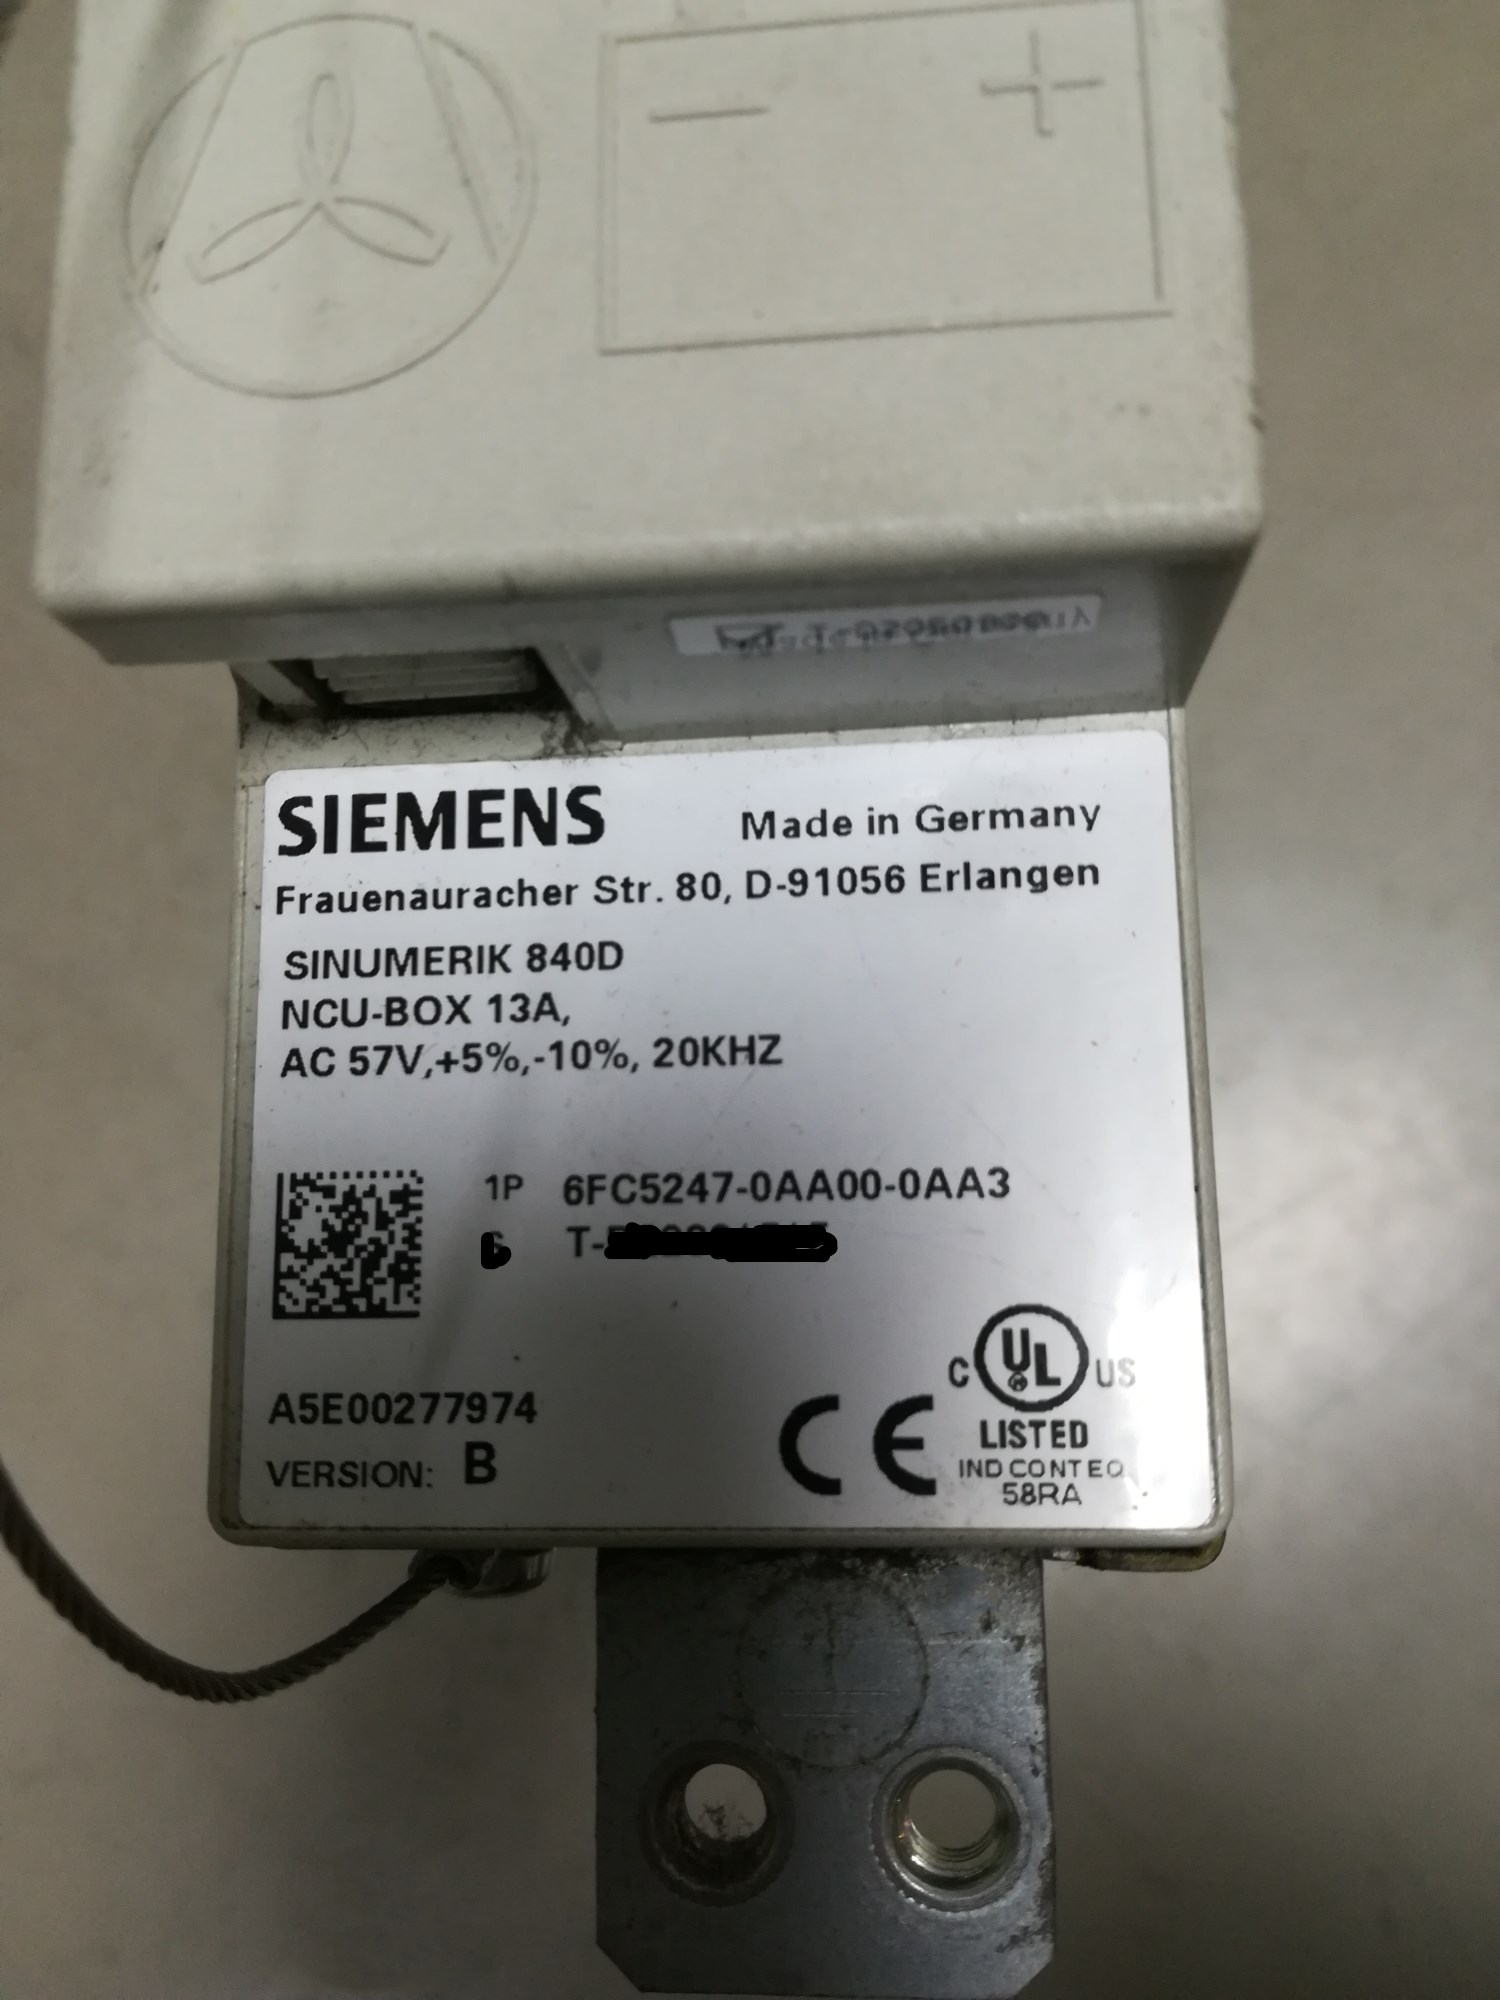 − +
SIEMENS Made in Germany
Frauenauracher Str. 80, D-91056 Erlangen
SINUMERIK 840D
NCU-BOX 13A,
AC 57V,+5%,-10%, 20KHZ
1P 6FC5247-0AA00-0AA3
T-
C UL US
LISTED
IND CONT EQ
58RA
A5E00277974
VERSION: B
CE